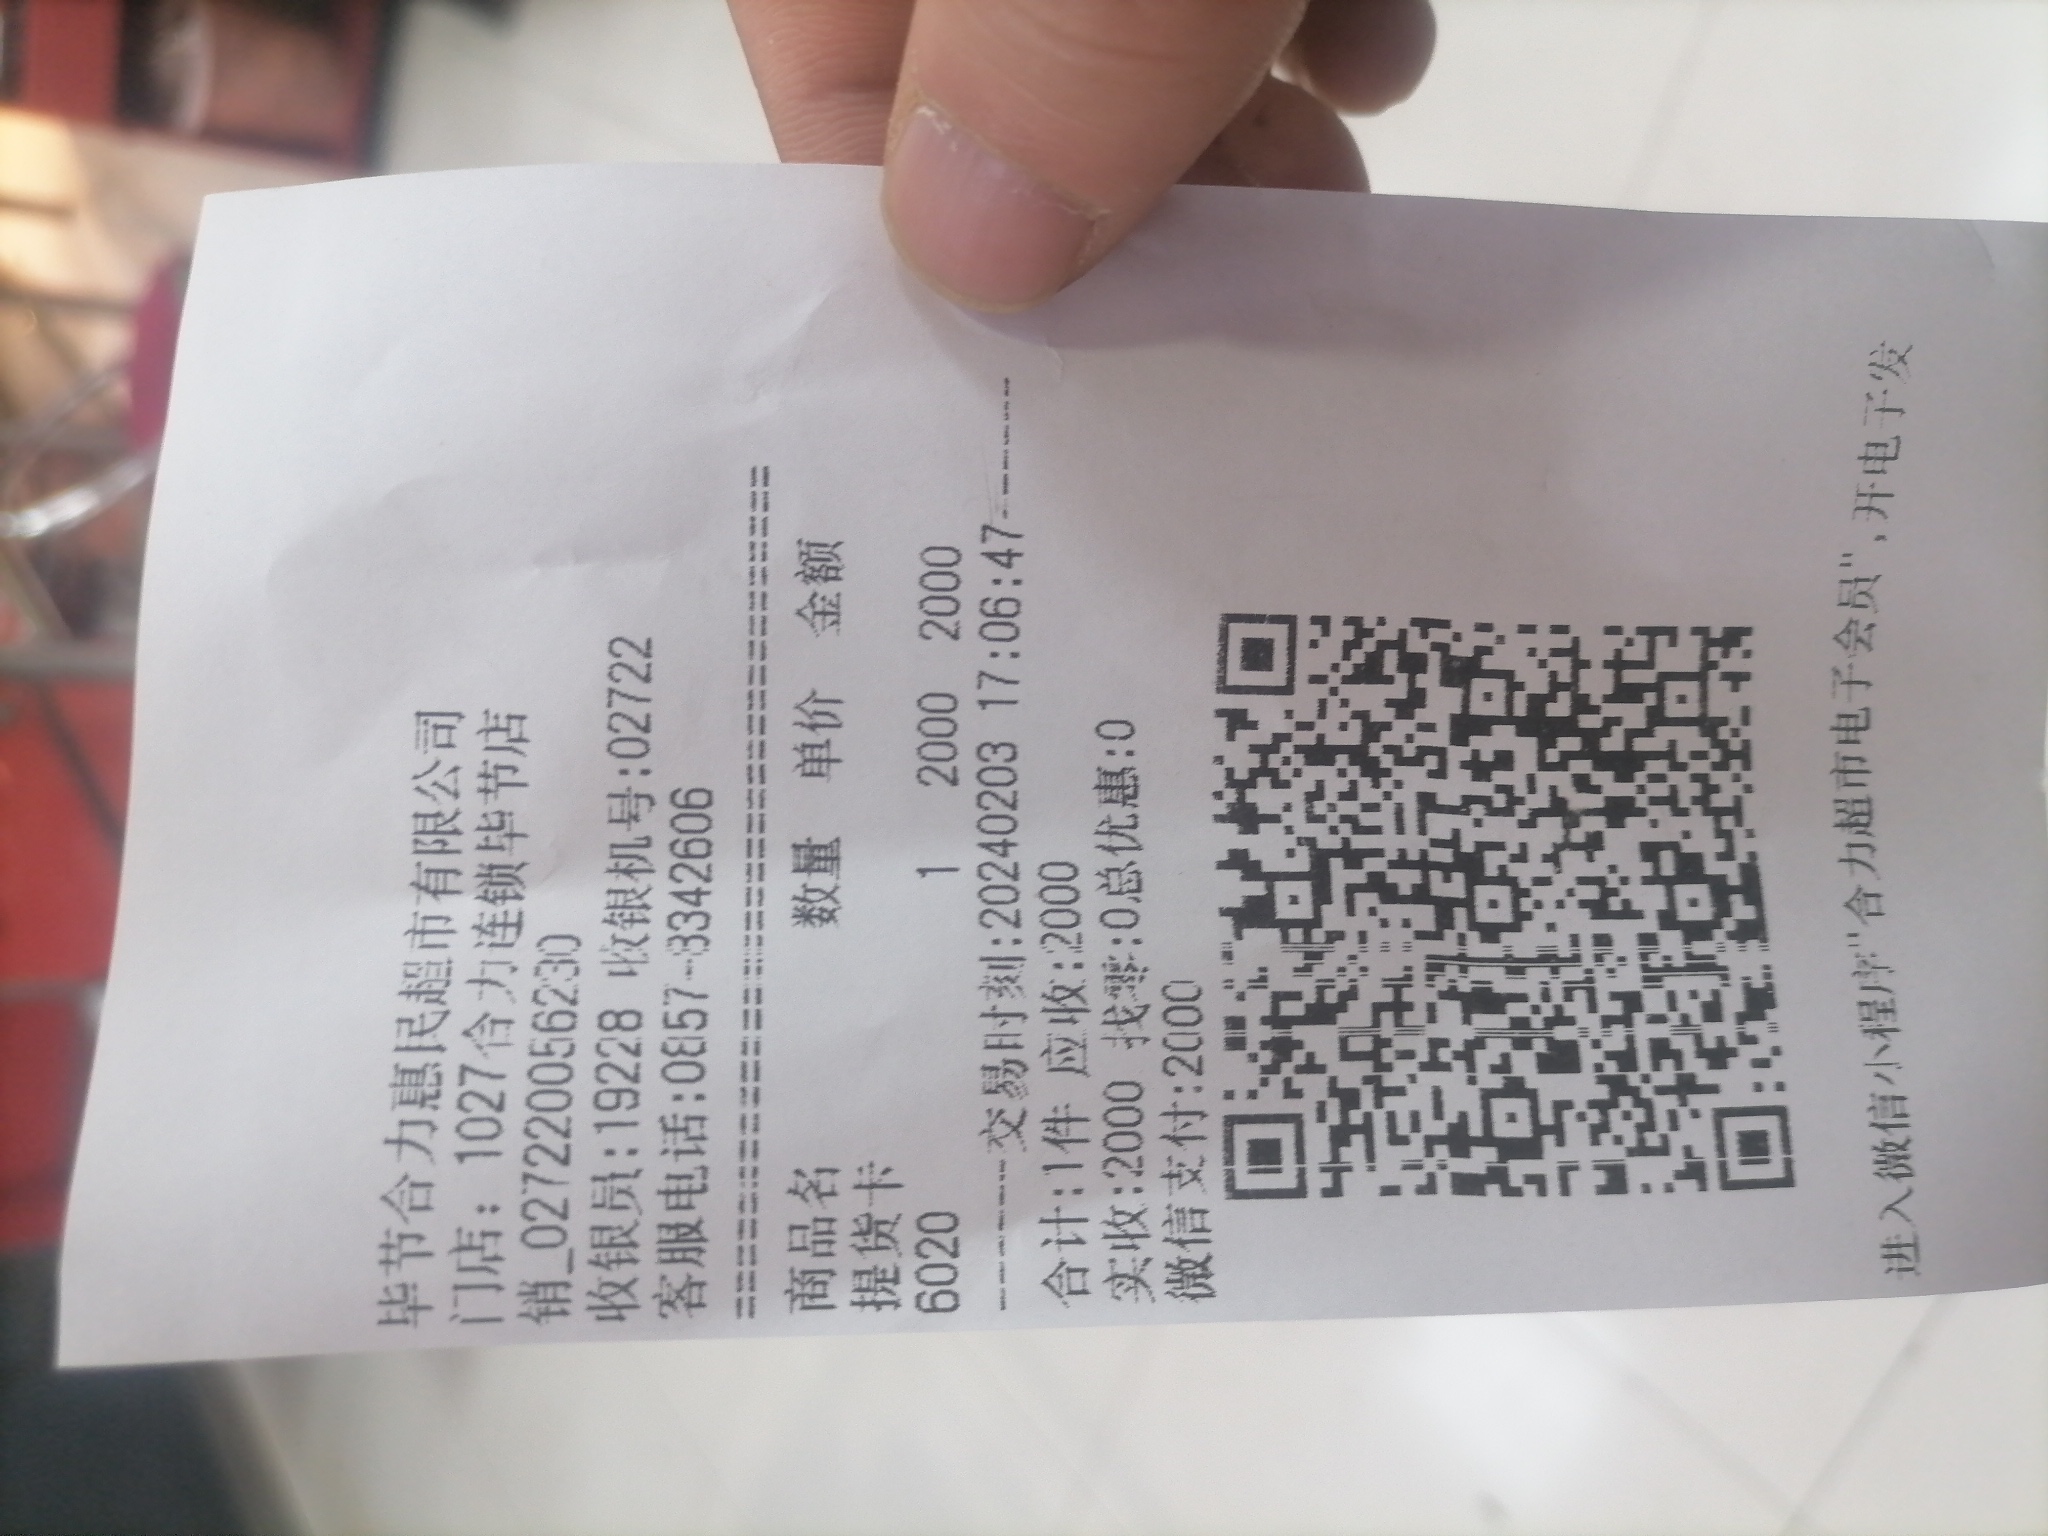 毕节合力惠民超市有限公司
门店: 1027合力连锁毕节店
销_027220056230
收银员:19228 收银机号:02722
客服电话:0857-8342606
================================
商品名 数量 单价 金额
提货卡
6020 1 2000 2000
------交易时刻:20240203 17:06:47------
合计:1件 应收:2000
实收:2000 找零:0总优惠:0
微信支付:2000
进入微信小程序"合力超市电子会员",开电子发